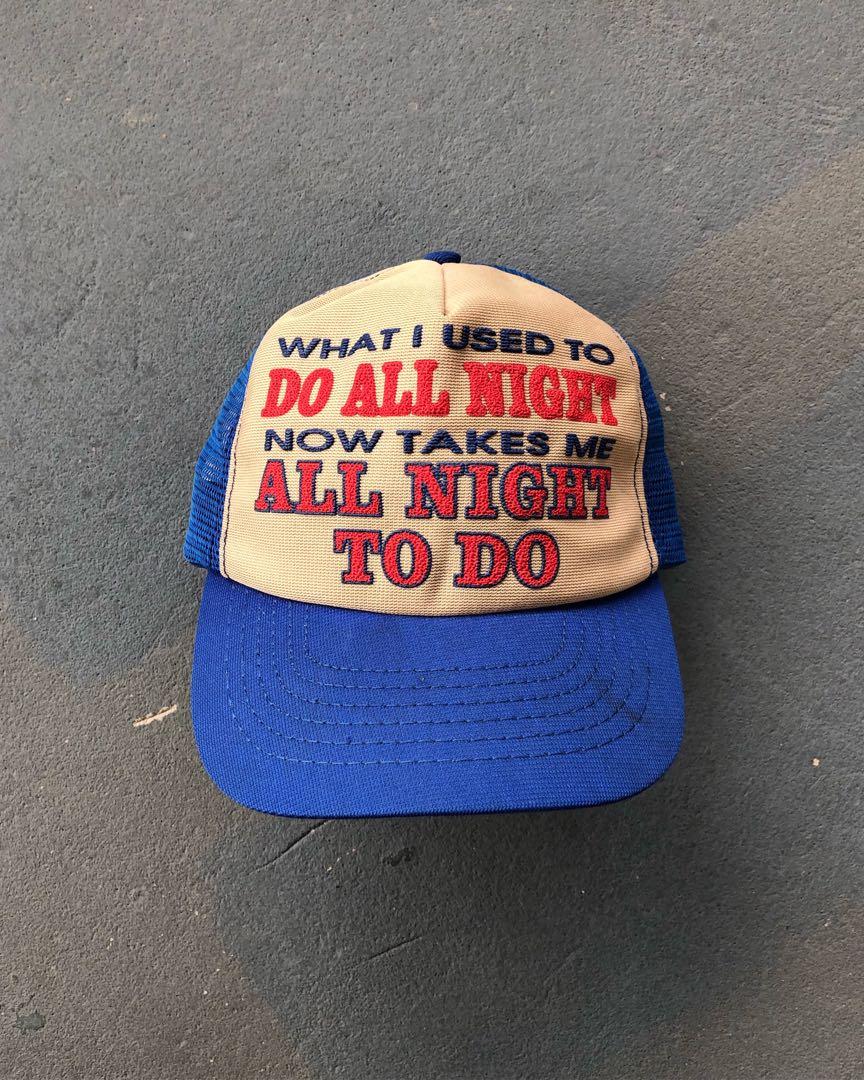 WHAT I USED TO
DO ALL NIGHT
NOW TAKES ME
ALL NIGHT
TO DO